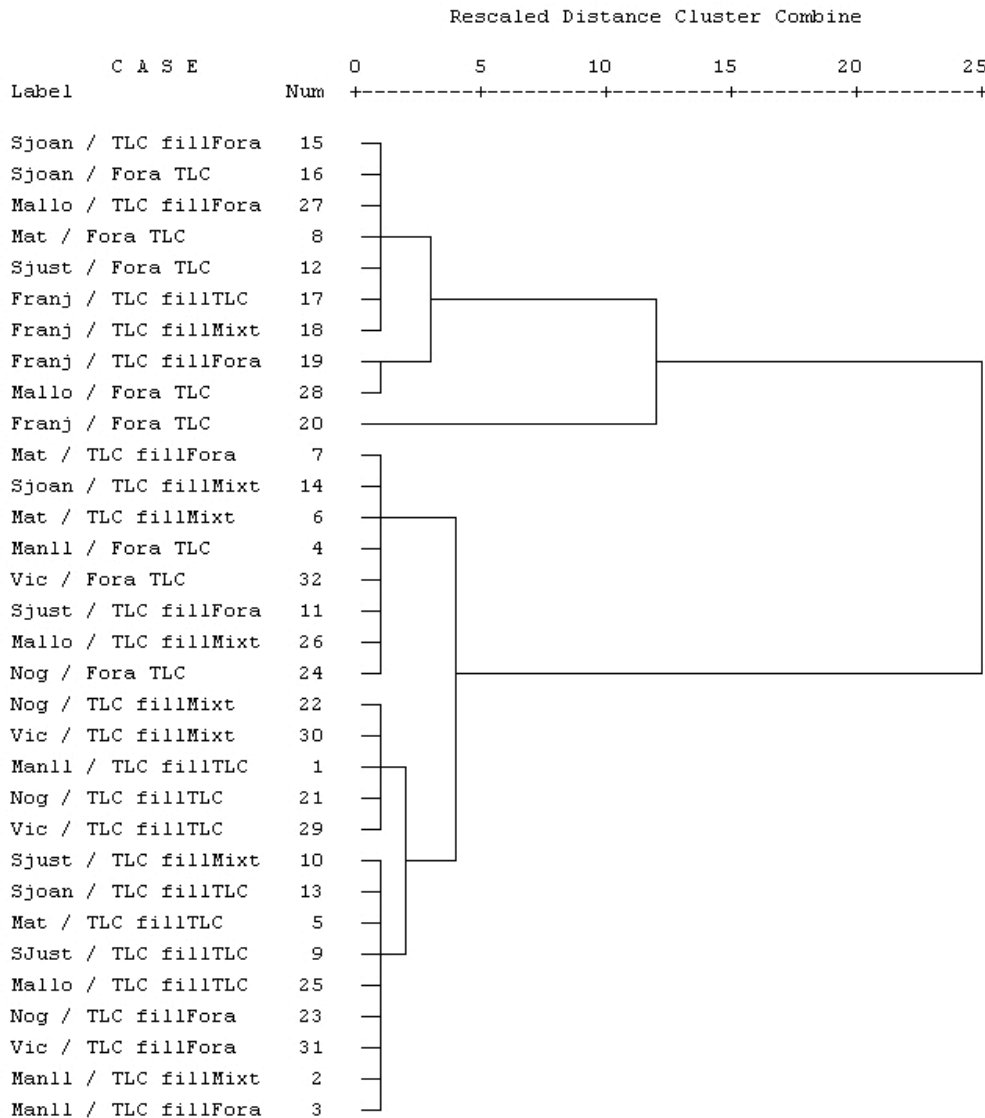 Rescaled Distance Cluster Combine
C A S E 0 5 10 15 20 25
Label Num +---------+---------+---------+---------+---------+
Sjoan / TLC fillFora 15
Sjoan / Fora TLC 16
Mallo / TLC fillFora 27
Mat / Fora TLC 8
Sjust / Fora TLC 12
Franj / TLC fillTLC 17
Franj / TLC fillMixt 18
Franj / TLC fillFora 19
Mallo / Fora TLC 28
Franj / Fora TLC 20
Mat / TLC fillFora 7
Sjoan / TLC fillMixt 14
Mat / TLC fillMixt 6
Manll / Fora TLC 4
Vic / Fora TLC 32
Sjust / TLC fillFora 11
Mallo / TLC fillMixt 26
Nog / Fora TLC 24
Nog / TLC fillMixt 22
Vic / TLC fillMixt 30
Manll / TLC fillTLC 1
Nog / TLC fillTLC 21
Vic / TLC fillTLC 29
Sjust / TLC fillMixt 10
Sjoan / TLC fillTLC 13
Mat / TLC fillTLC 5
SJust / TLC fillTLC 9
Mallo / TLC fillTLC 25
Nog / TLC fillFora 23
Vic / TLC fillFora 31
Manll / TLC fillMixt 2
Manll / TLC fillFora 3